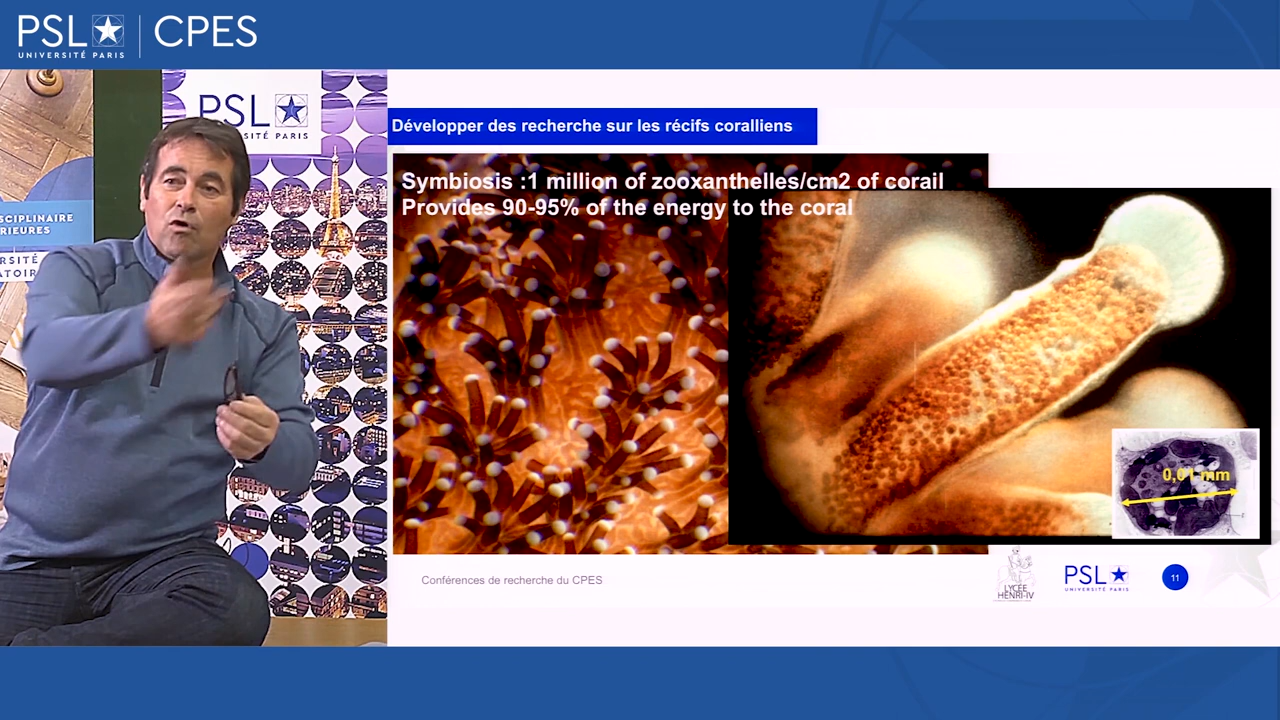 PSL CPES
UNIVERSITÉ PARIS
PSL
SITÉ PARIS
SCIPLINAIRE
RIEURES
RSITÉ
ATOIR
Développer des recherche sur les récifs coralliens
Symbiosis :1 million of zooxanthelles/cm2 of corail
Provides 90-95% of the energy to the coral
0,01 mm
Conférences de recherche du CPES
LYCÉE
HENRI-IV
PSL
UNIVERSITÉ PARIS
11